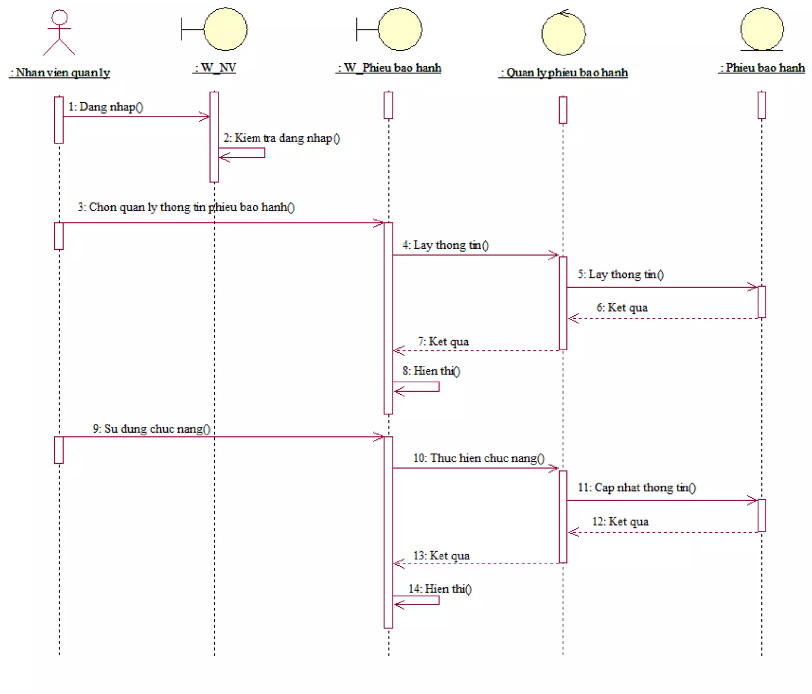 : Nhan vien quan ly
: W_NV
: W_Phieu bao hanh
: Quan ly phieu bao hanh
: Phieu bao hanh
1: Dang nhap()
2: Kiem tra dang nhap()
3: Chon quan ly thong tin phieu bao hanh()
4: Lay thong tin()
5: Lay thong tin()
6: Ket qua
7: Ket qua
8: Hien thi()
9: Su dung chuc nang()
10: Thuc hien chuc nang()
11: Cap nhat thong tin()
12: Ket qua
13: Ket qua
14: Hien thi()